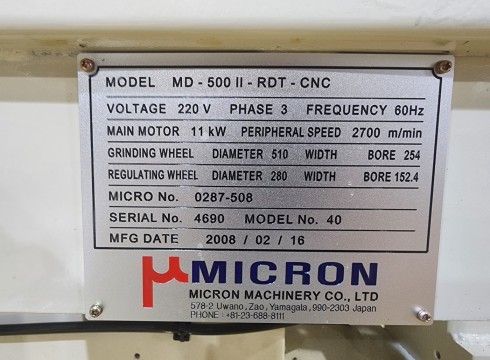 MODEL MD - 500 II - RDT - CNC
VOLTAGE 220 V PHASE 3 FREQUENCY 60Hz
MAIN MOTOR 11 kW PERIPHERAL SPEED 2700 m/min
GRINDING WHEEL DIAMETER 510 WIDTH BORE 254
REGULATING WHEEL DIAMETER 280 WIDTH BORE 152.4
MICRO No. 0287-508
SERIAL No. 4690 MODEL No. 40
MFG DATE 2008 / 02 / 16
μMICRON
MICRON MACHINERY CO., LTD
578-2 Uwano, Zao, Yamagala, 990-2303 Japan
PHONE : +81-23-688-8111